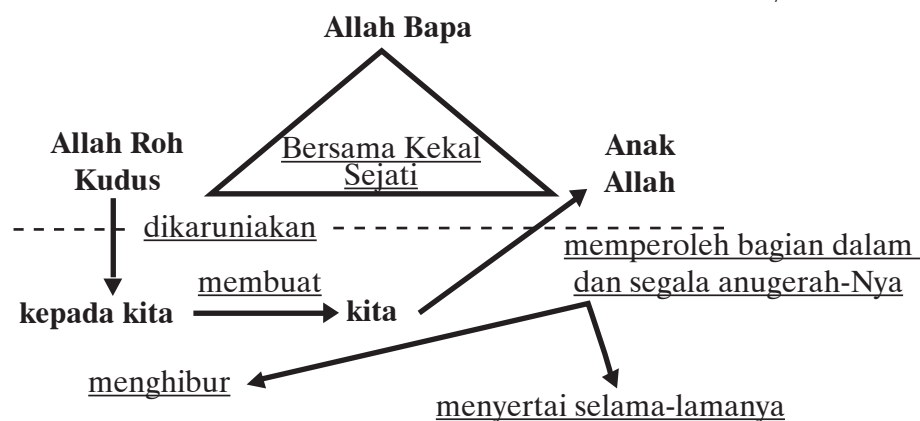 Allah Bapa
Allah Roh
Kudus
Bersama Kekal
Sejati
Anak
Allah
dikaruniakan
memperoleh bagian dalam
dan segala anugerah-Nya
membuat
kepada kita
kita
menghibur
menyertai selama-lamanya